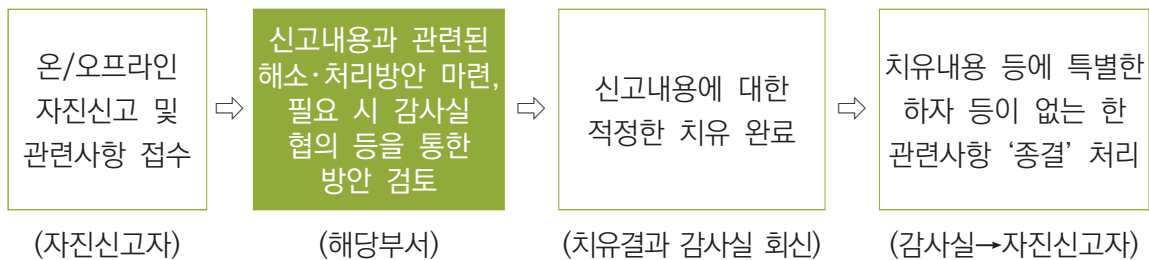 온/오프라인
자진신고 및
관련사항 접수
⇨
신고내용과 관련된
해소·처리방안 마련,
필요 시 감사실
협의 등을 통한
방안 검토
⇨
신고내용에 대한
적정한 치유 완료
⇨
치유내용 등에 특별한
하자 등이 없는 한
관련사항 ‘종결’ 처리
(자진신고자)
(해당부서)
(치유결과 감사실 회신)
(감사실→자진신고자)